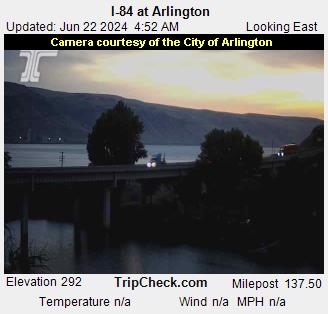 I-84 at Arlington
Updated: Jun 22 2024 4:52 AM Looking East
Camera courtesy of the City of Arlington
Elevation 292 TripCheck.com Milepost 137.50
Temperature n/a Wind n/a MPH n/a